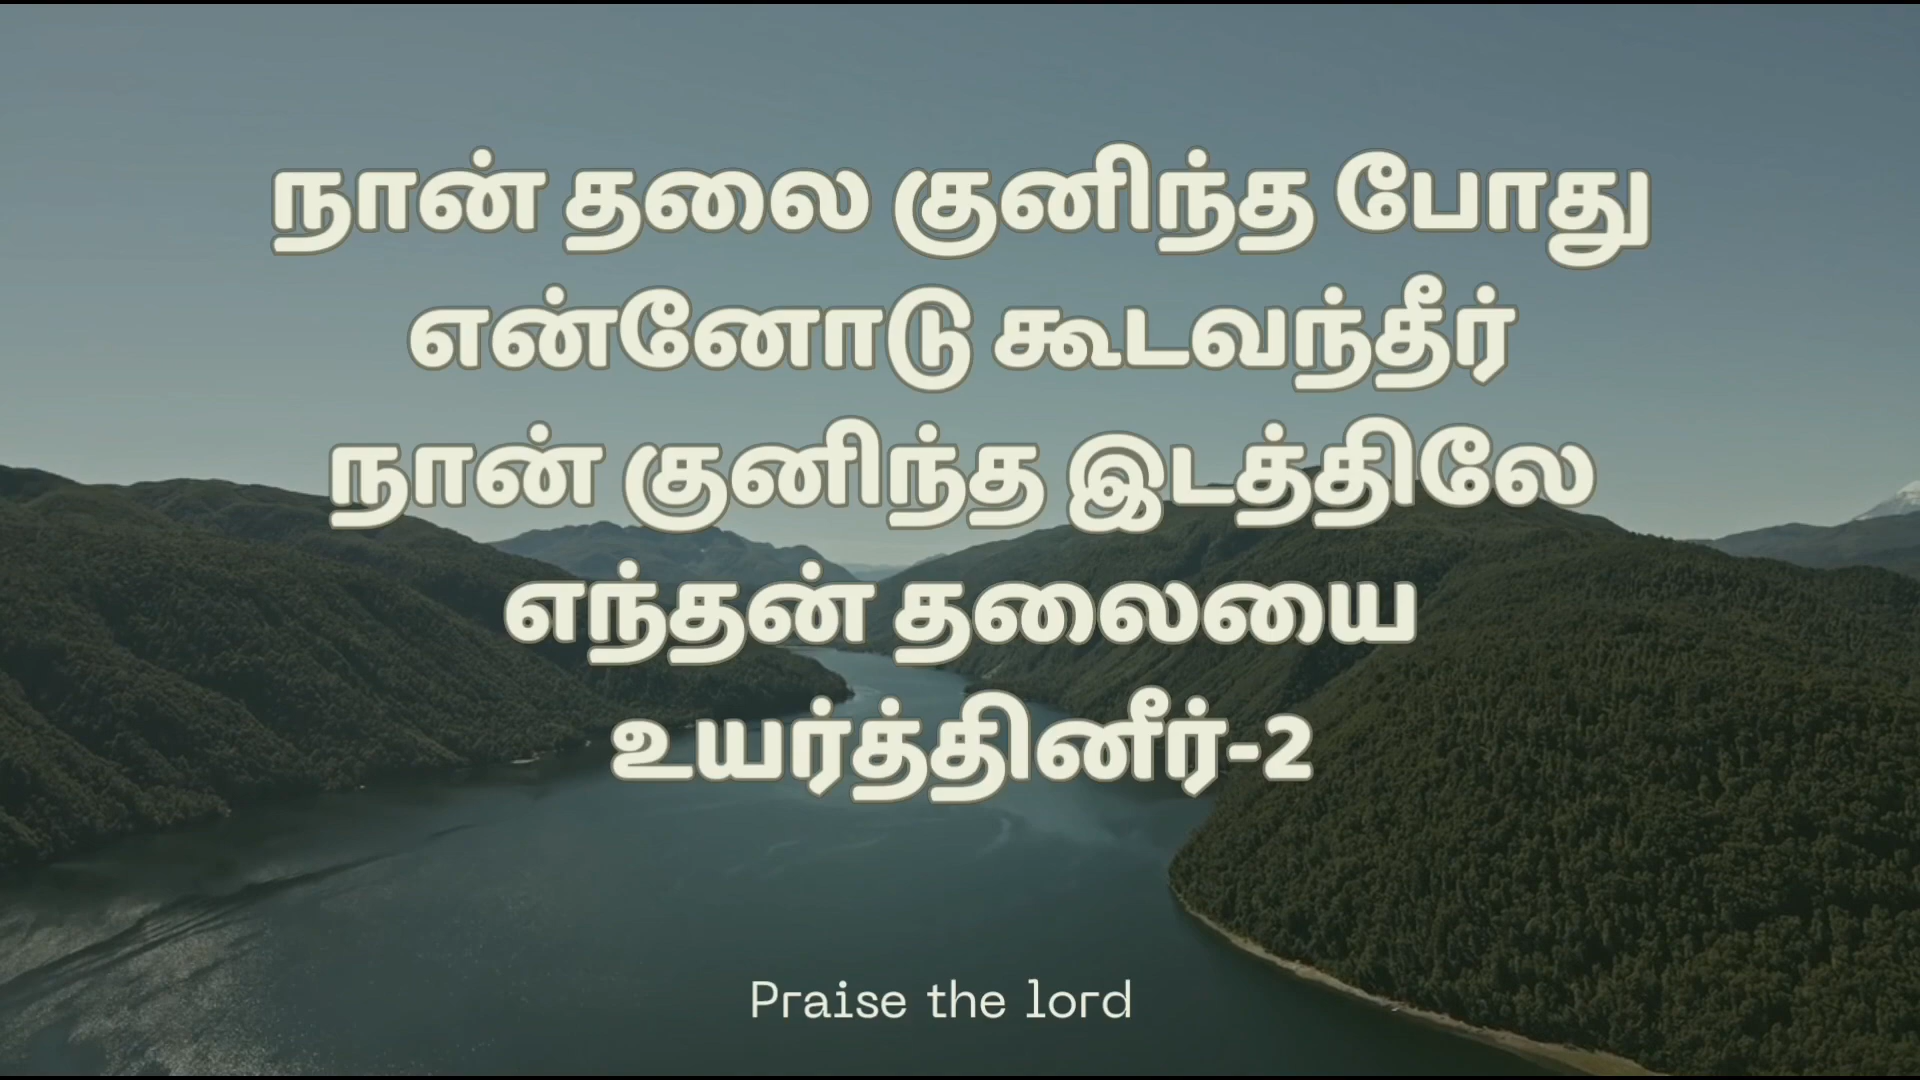 நான் தலை குனிந்த போது
என்னோடு கூடவந்தீர்
நான் குனிந்த இடத்திலே
எந்தன் தலையை
உயர்த்தினீர்-2
Praise the lord